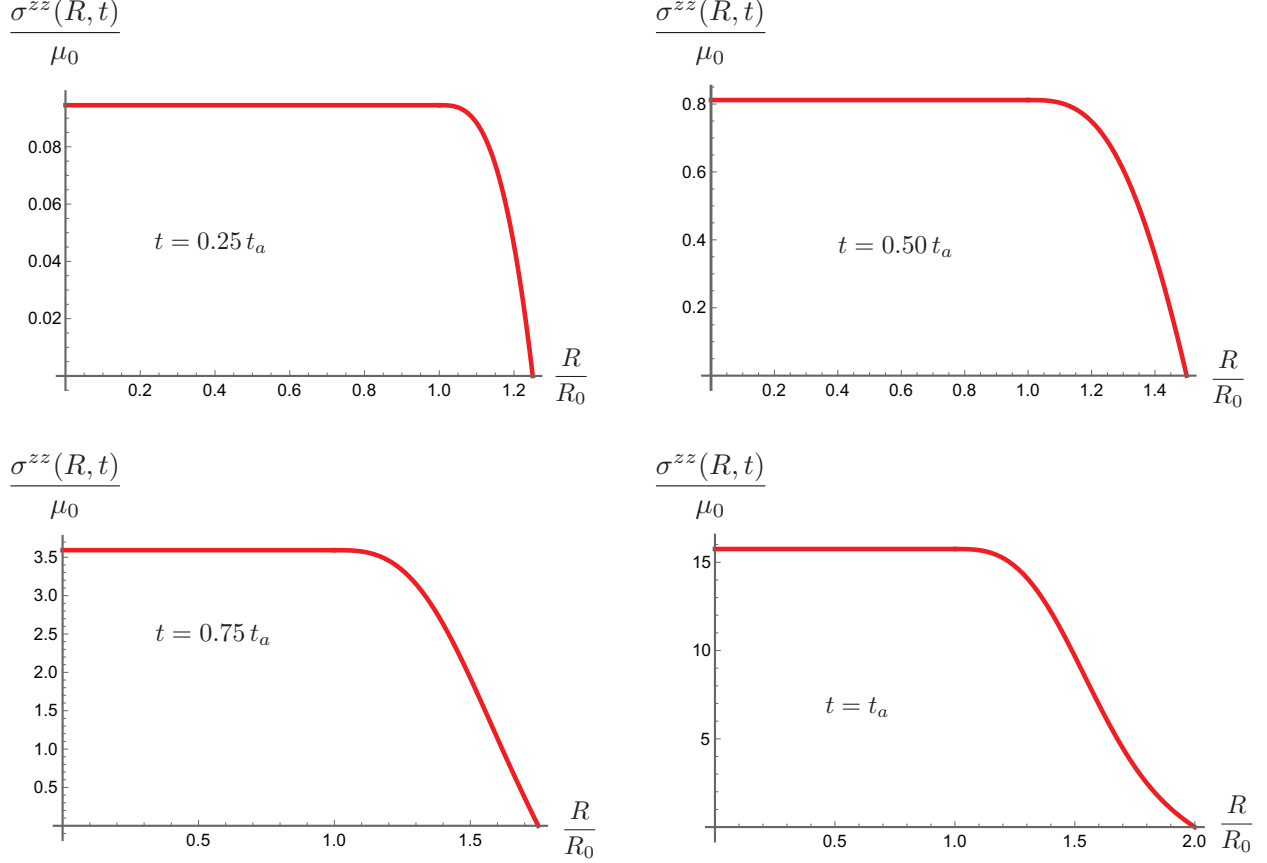 σ^{zz}(R, t)
μ₀
0.08
0.06
0.04
0.02
t = 0.25 t_a
0.2 0.4 0.6 0.8 1.0 1.2
R
R₀
σ^{zz}(R, t)
μ₀
0.8
0.6
0.4
0.2
t = 0.50 t_a
0.2 0.4 0.6 0.8 1.0 1.2 1.4
R
R₀
σ^{zz}(R, t)
μ₀
3.5
3.0
2.5
2.0
1.5
1.0
0.5
t = 0.75 t_a
0.5 1.0 1.5
R
R₀
σ^{zz}(R, t)
μ₀
15
10
5
t = t_a
0.5 1.0 1.5 2.0
R
R₀